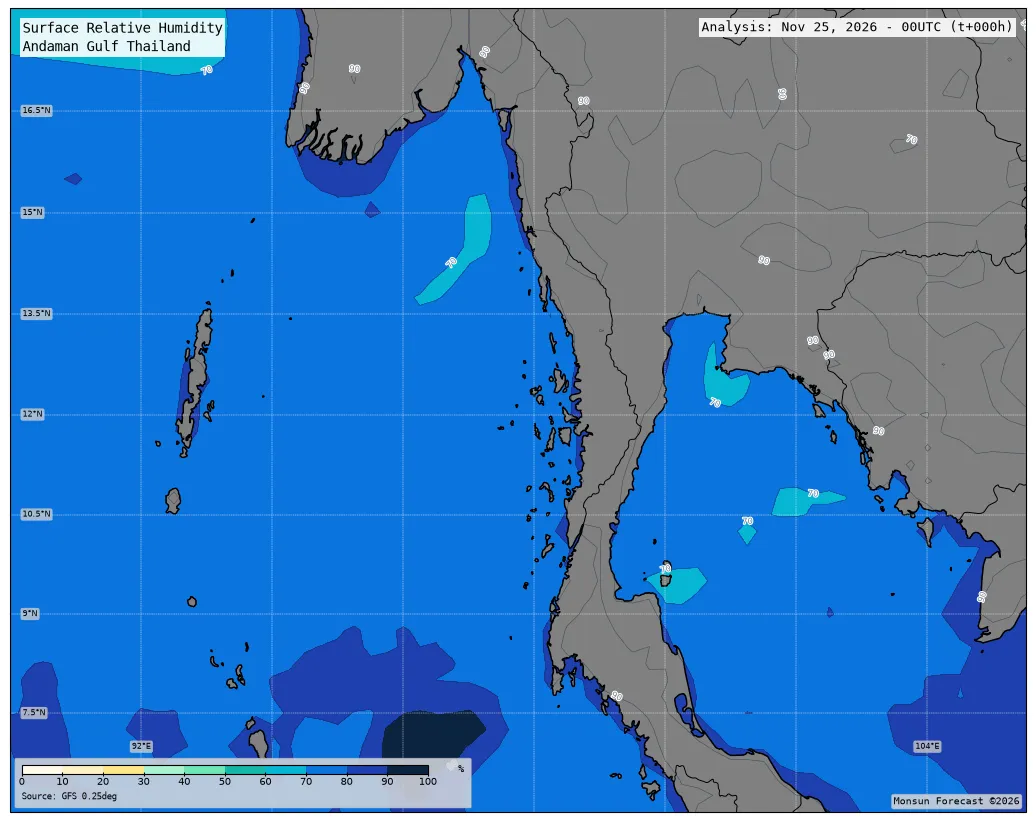 Surface Relative Humidity
Andaman Gulf Thailand
Analysis: Nov 25, 2026 - 00UTC (t+000h)
90
90
70
90
90
90
70
16.5°N
15°N
90
70
13.5°N
90
90
70
12°N
90
70
10.5°N
70
70
90
9°N
90
7.5°N
92°E
104°E
%
0 10 20 30 40 50 60 70 80 90 100
Source: GFS 0.25deg
Monsun Forecast ©2026